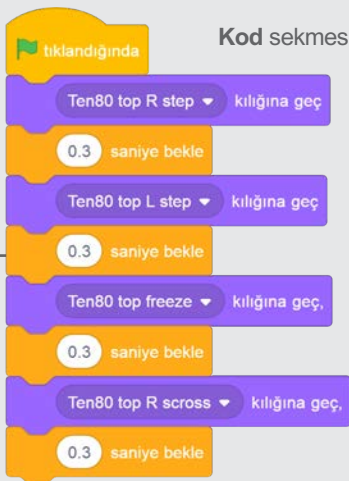 tıklandığında
Kod sekmes
Ten80 top R step kılığına geç
0.3 saniye bekle
Ten80 top L step kılığına geç
0.3 saniye bekle
Ten80 top freeze kılığına geç,
0.3 saniye bekle
Ten80 top R scross kılığına geç,
0.3 saniye bekle